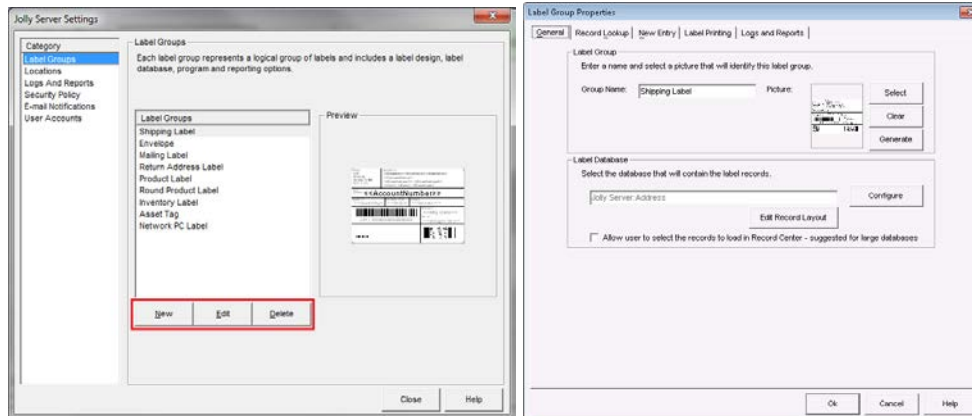 Jolly Server Settings
Category
Label Groups
Locations
Logs And Reports
Security Policy
E-mail Notifications
User Accounts
Label Groups
Each label group represents a logical group of labels and includes a label design, label
database, program and reporting options.
Label Groups
Shipping Label
Envelope
Mailing Label
Return Address Label
Product Label
Round Product Label
Inventory Label
Asset Tag
Network PC Label
New Edit Delete
Preview
<<AccountNumber>>
Close Help
Label Group Properties
General Record Lookup New Entry Label Printing Logs and Reports
Label Group
Enter a name and select a picture that will identify this label group.
Group Name: Shipping Label Picture:
Select
Clear
Generate
Label Database
Select the database that will contain the label records.
Jolly Server:Address Configure
Edit Record Layout
Allow user to select the records to load in Record Center - suggested for large databases
Ok Cancel Help